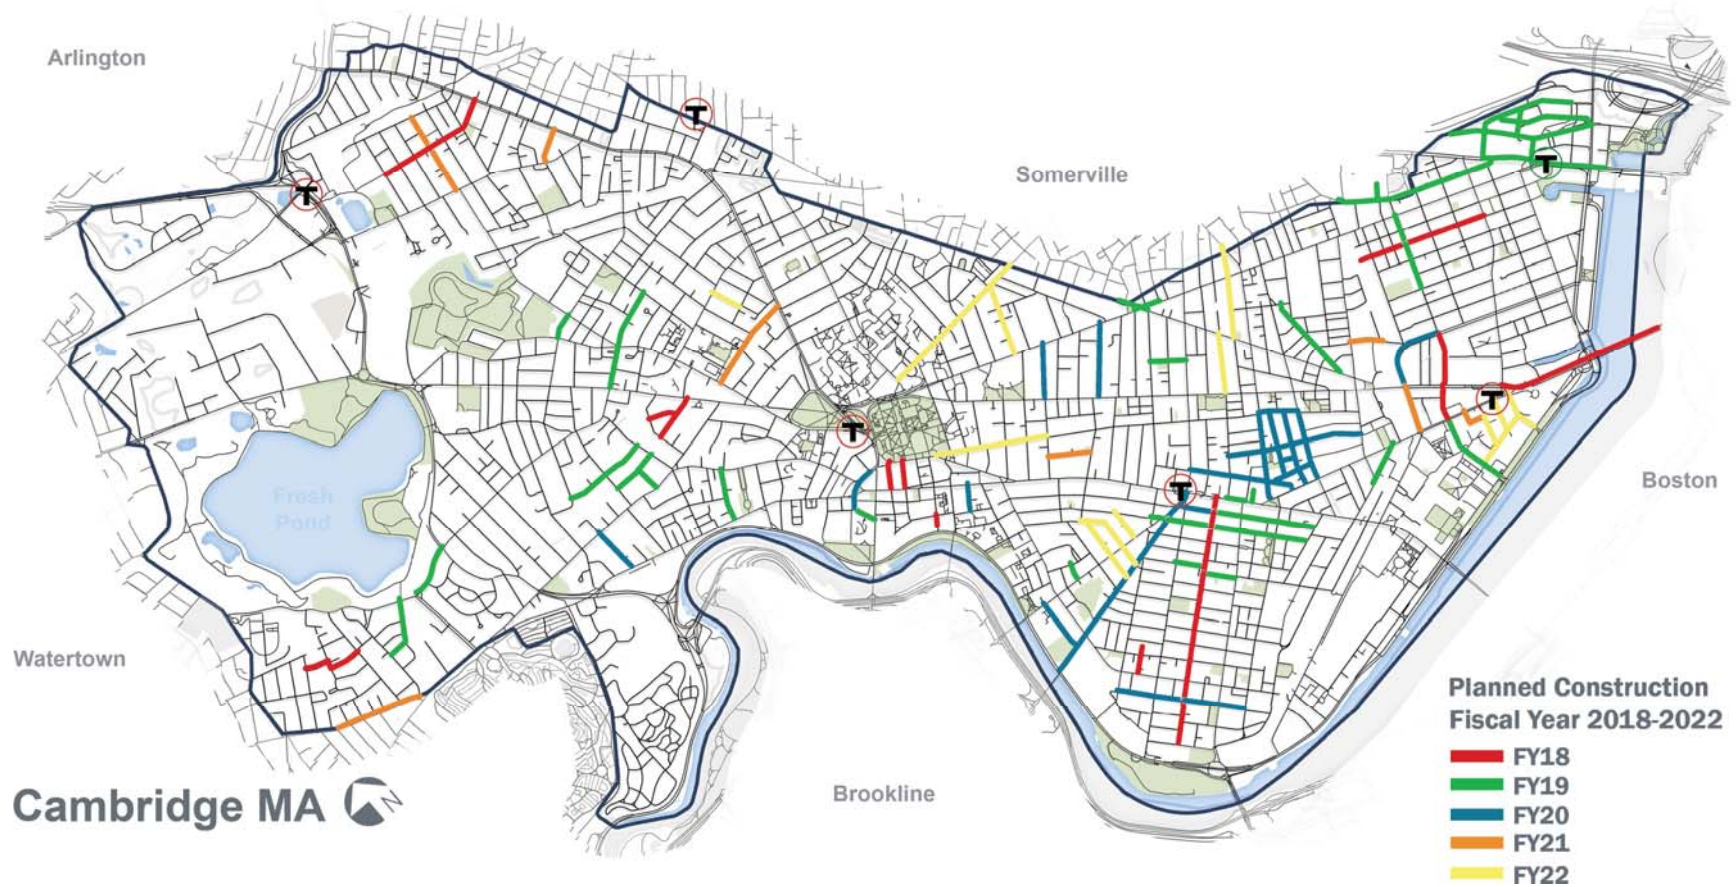 Arlington
Somerville
T
T
T
T
T
T
Fresh
Pond
Boston
Watertown
Brookline
Cambridge MA
N
Planned Construction
Fiscal Year 2018-2022
FY18
FY19
FY20
FY21
FY22